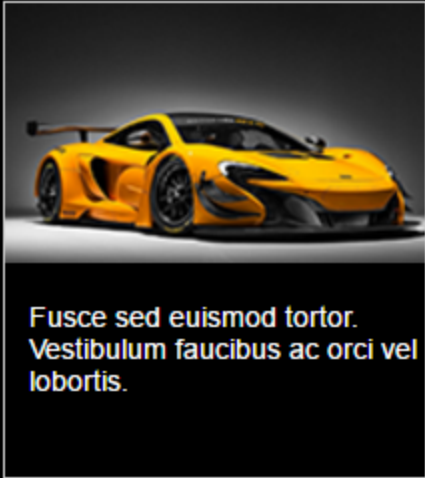 Fusce sed euismod tortor.
Vestibulum faucibus ac orci vel
lobortis.